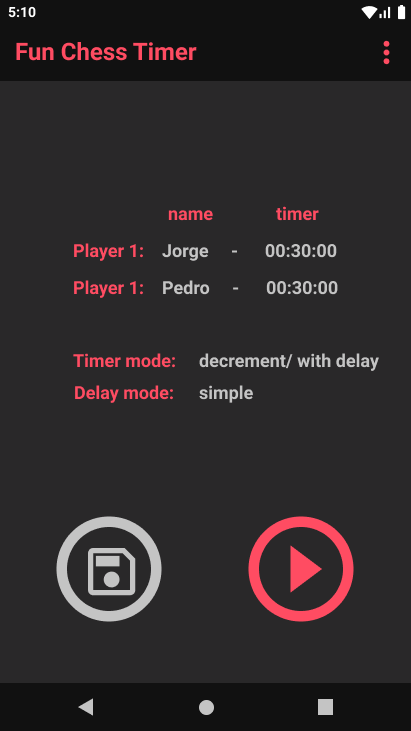 5:10
Fun Chess Timer
name timer
Player 1: Jorge - 00:30:00
Player 1: Pedro - 00:30:00
Timer mode: decrement/ with delay
Delay mode: simple